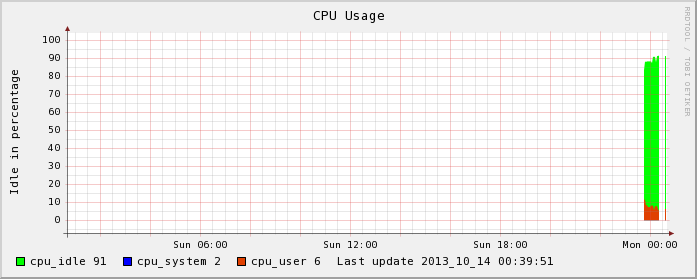 CPU Usage
RRDTOOL / TOBI OETIKER
Idle in percentage
100
90
80
70
60
50
40
30
20
10
0
Sun 06:00 Sun 12:00 Sun 18:00 Mon 00:00
cpu_idle 91 cpu_system 2 cpu_user 6 Last update 2013_10_14 00:39:51